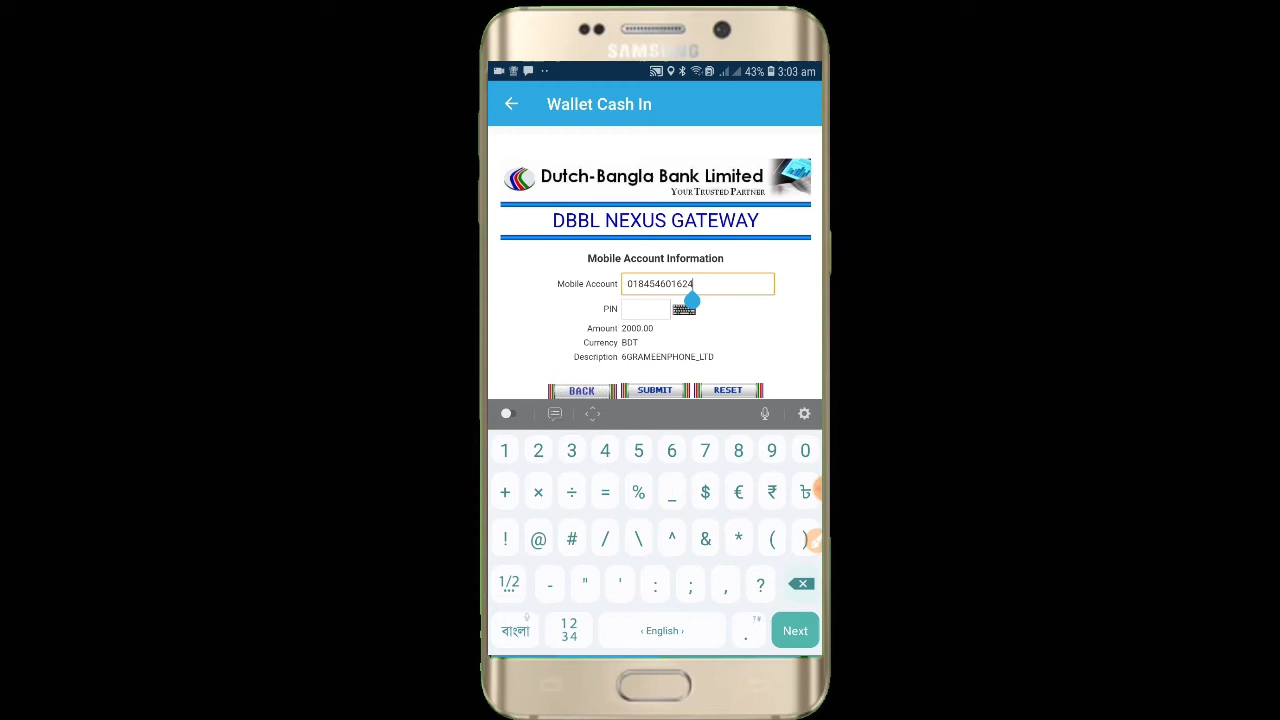 SAMSUNG
43% 3:03 am
Wallet Cash In
Dutch-Bangla Bank Limited
YOUR TRUSTED PARTNER
DBBL NEXUS GATEWAY
Mobile Account Information
Mobile Account 018454601624
PIN
Amount 2000.00
Currency BDT
Description 6GRAMEENPHONE_LTD
BACK SUBMIT RESET
1 2 3 4 5 6 7 8 9 0
+ × ÷ = % _ $ € ₹ ৳
! @ # / \ ^ & * ( )
1/2 - " ' : ; , ?
বাংলা 12 34 ‹ English › . ?# Next